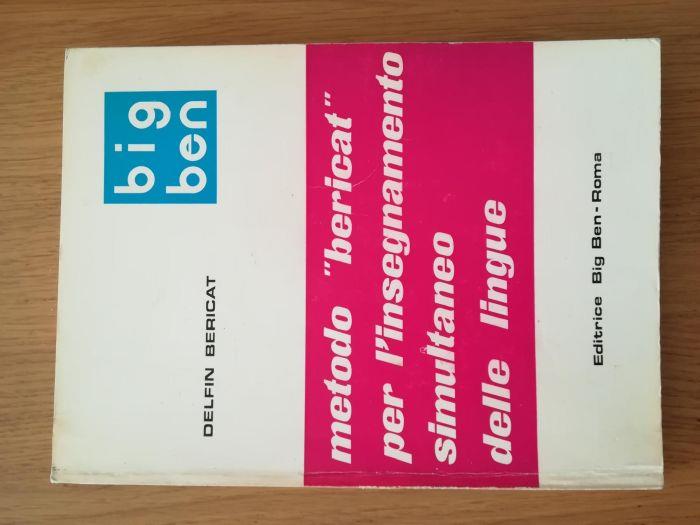 big
ben
DELFIN BERICAT
metodo "bericat"
per l'insegnamento
simultaneo
delle lingue
Editrice Big Ben - Roma